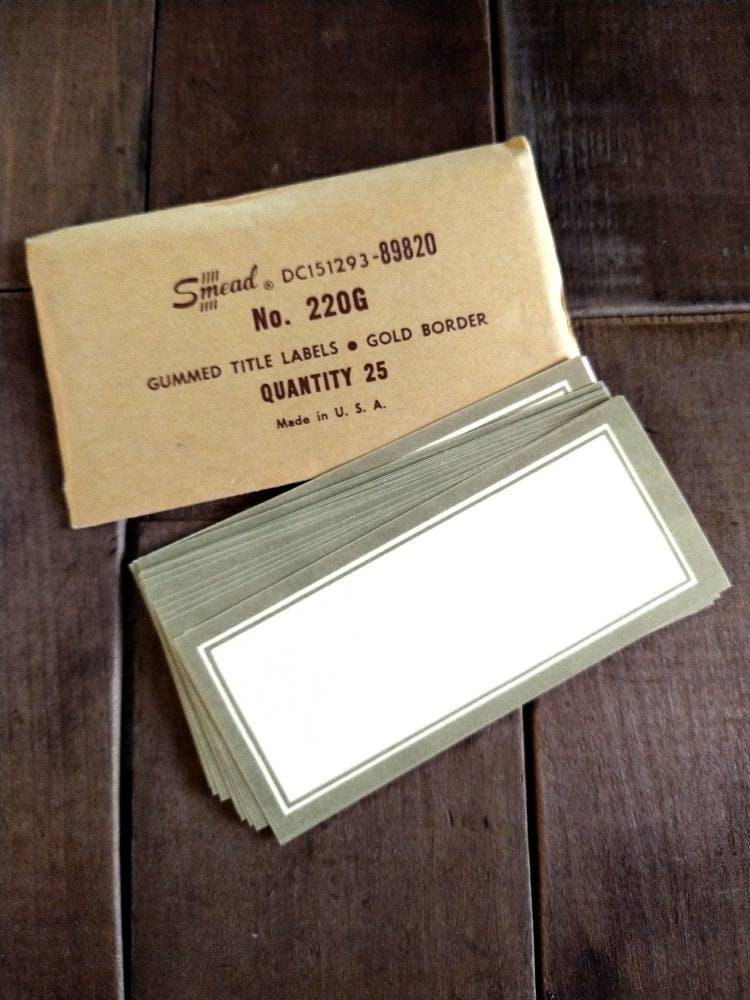 Smead ® DC151293-89820
No. 220G
GUMMED TITLE LABELS • GOLD BORDER
QUANTITY 25
Made in U. S. A.